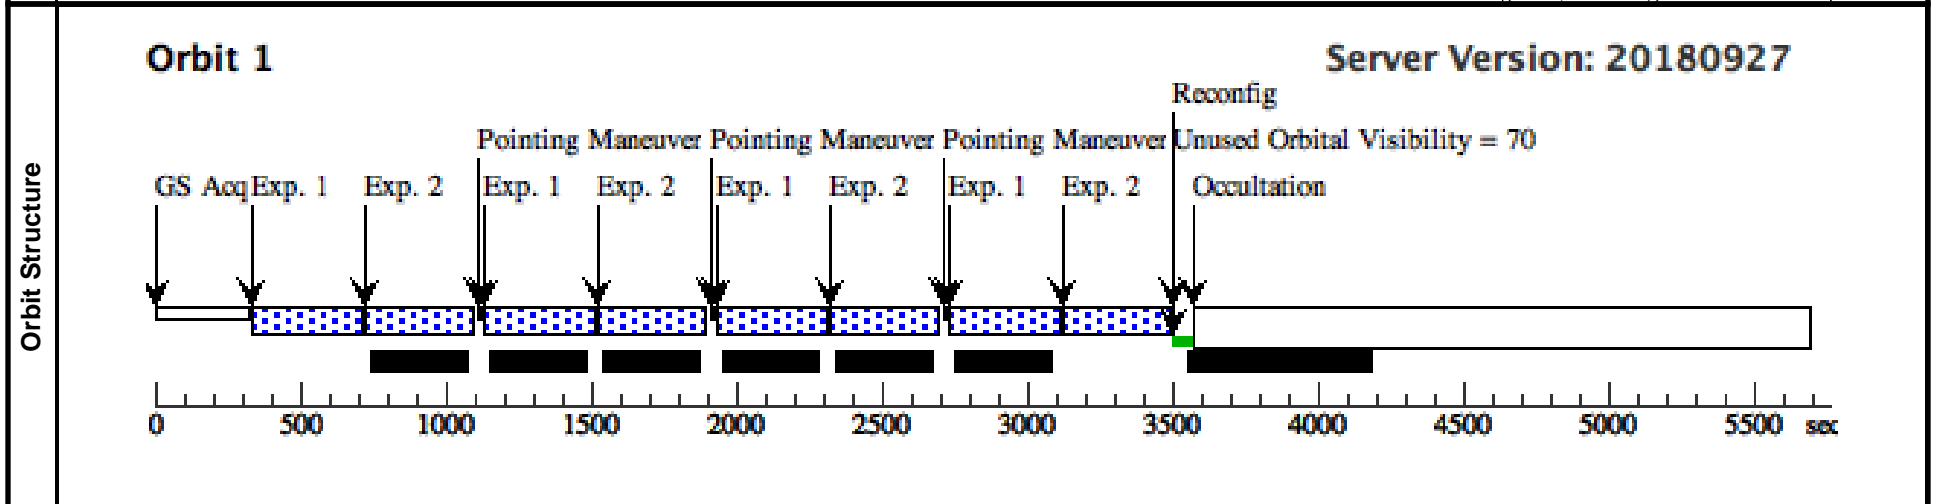 Orbit 1 Server Version: 20180927
Reconfig
Pointing Maneuver Pointing Maneuver Pointing Maneuver Unused Orbital Visibility = 70
GS Acq Exp. 1 Exp. 2 Exp. 1 Exp. 2 Exp. 1 Exp. 2 Exp. 1 Exp. 2 Occultation
Orbit Structure
0 500 1000 1500 2000 2500 3000 3500 4000 4500 5000 5500 sec